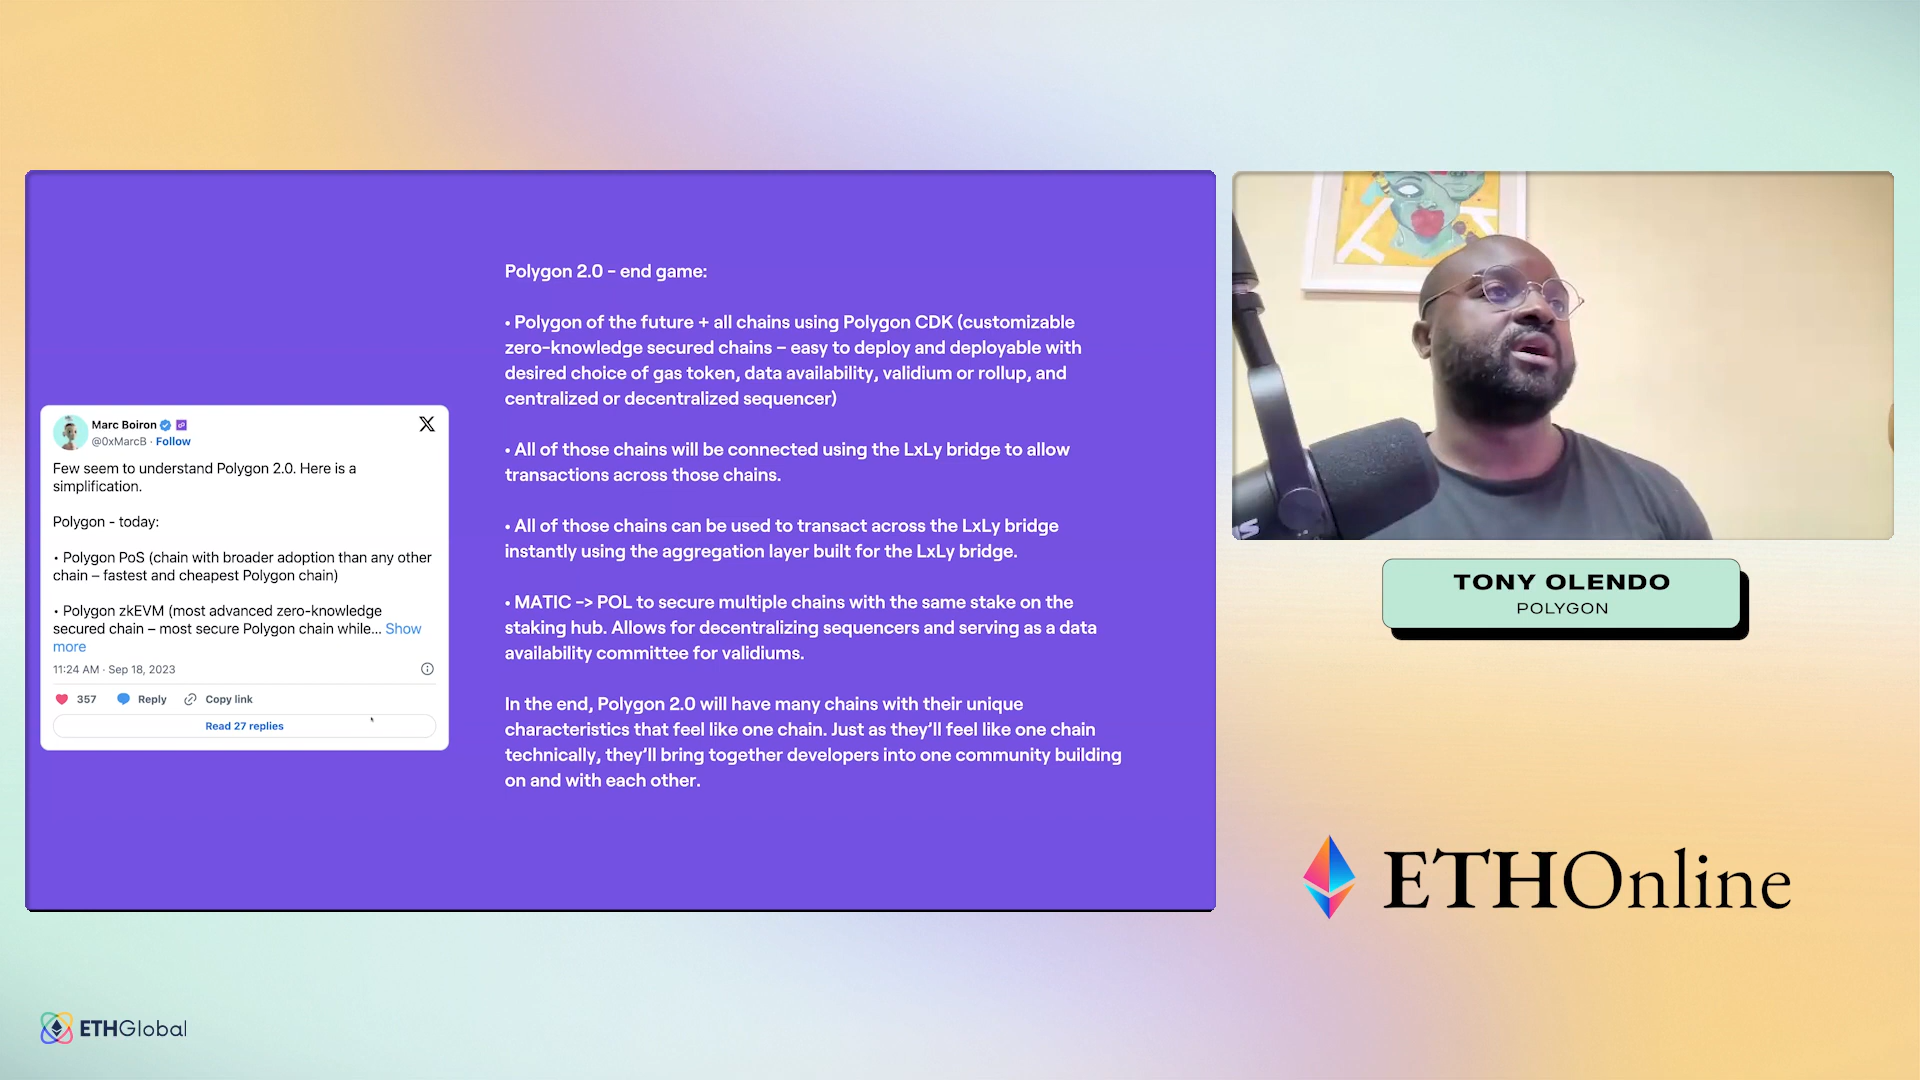 Marc Boiron
@0xMarcB · Follow
Few seem to understand Polygon 2.0. Here is a
simplification.
Polygon - today:
• Polygon PoS (chain with broader adoption than any other
chain – fastest and cheapest Polygon chain)
• Polygon zkEVM (most advanced zero-knowledge
secured chain – most secure Polygon chain while... Show
more
11:24 AM · Sep 18, 2023
357 Reply Copy link
Read 27 replies
Polygon 2.0 - end game:
• Polygon of the future + all chains using Polygon CDK (customizable
zero-knowledge secured chains – easy to deploy and deployable with
desired choice of gas token, data availability, validium or rollup, and
centralized or decentralized sequencer)
• All of those chains will be connected using the LxLy bridge to allow
transactions across those chains.
• All of those chains can be used to transact across the LxLy bridge
instantly using the aggregation layer built for the LxLy bridge.
• MATIC -> POL to secure multiple chains with the same stake on the
staking hub. Allows for decentralizing sequencers and serving as a data
availability committee for validiums.
In the end, Polygon 2.0 will have many chains with their unique
characteristics that feel like one chain. Just as they'll feel like one chain
technically, they'll bring together developers into one community building
on and with each other.
TONY OLENDO
POLYGON
ETHOnline
ETHGlobal